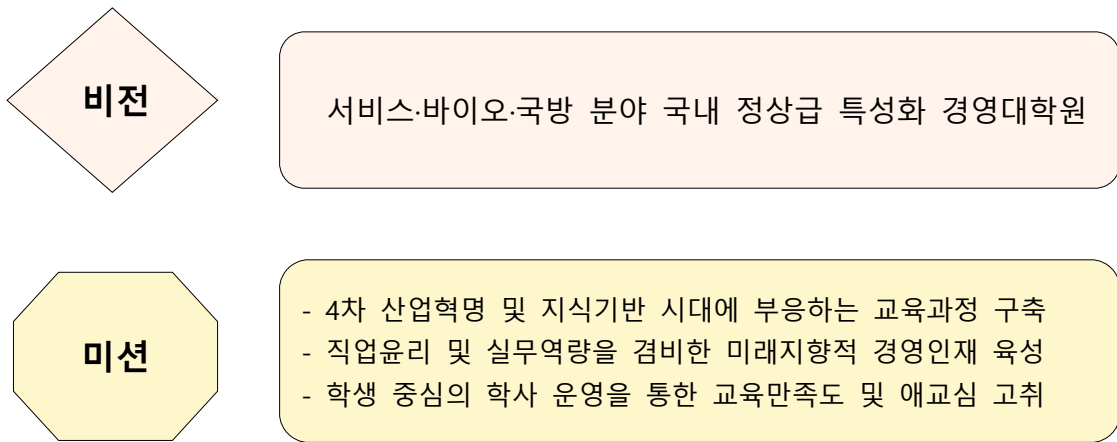 비전
서비스·바이오·국방 분야 국내 정상급 특성화 경영대학원
미션
- 4차 산업혁명 및 지식기반 시대에 부응하는 교육과정 구축
- 직업윤리 및 실무역량을 겸비한 미래지향적 경영인재 육성
- 학생 중심의 학사 운영을 통한 교육만족도 및 애교심 고취